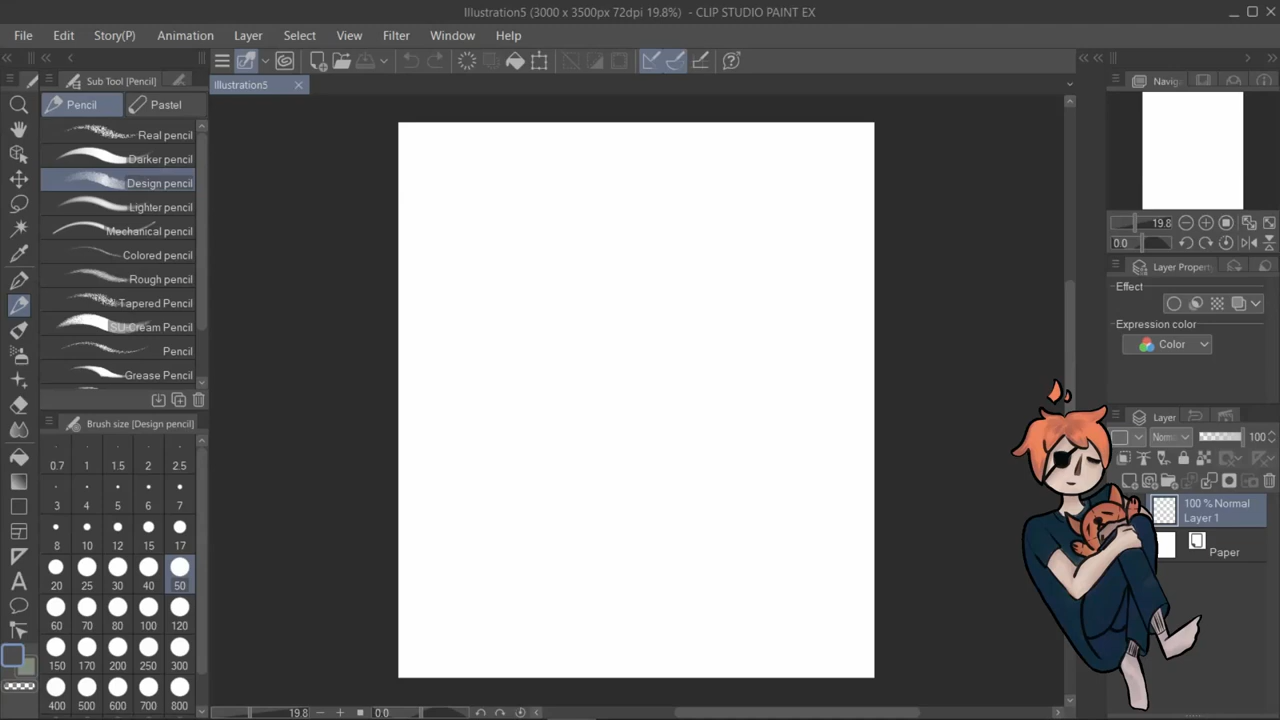 Illustration5 (3000 x 3500px 72dpi 19.8%) - CLIP STUDIO PAINT EX
File Edit Story(P) Animation Layer Select View Filter Window Help
Sub Tool [Pencil]
Illustration5
Naviga
Pencil Pastel
Real pencil
Darker pencil
Design pencil
Lighter pencil
Mechanical pencil
Colored pencil
Rough pencil
Tapered Pencil
SU-Cream Pencil
Pencil
Grease Pencil
Brush size [Design pencil]
0.7 1 1.5 2 2.5
3 4 5 6 7
8 10 12 15 17
20 25 30 40 50
60 70 80 100 120
150 170 200 250 300
400 500 600 700 800
19.8 0.0
19.8
0.0
Layer Property
Effect
Expression color
Color
Layer
Norm 100
100 % Normal
Layer 1
Paper